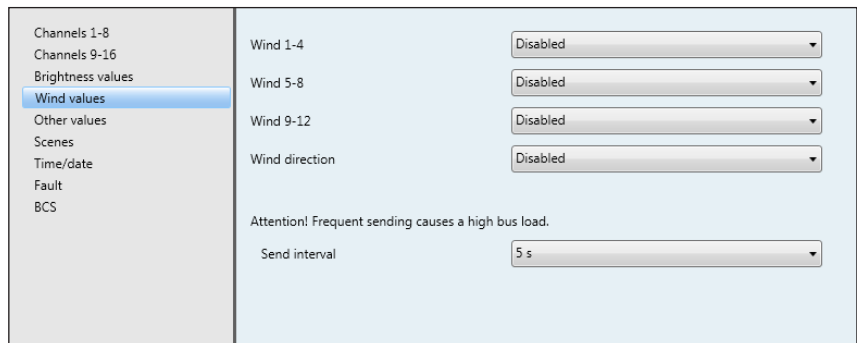 Channels 1-8
Channels 9-16
Brightness values
Wind values
Other values
Scenes
Time/date
Fault
BCS
Wind 1-4 Disabled
Wind 5-8 Disabled
Wind 9-12 Disabled
Wind direction Disabled
Attention! Frequent sending causes a high bus load.
Send interval 5 s